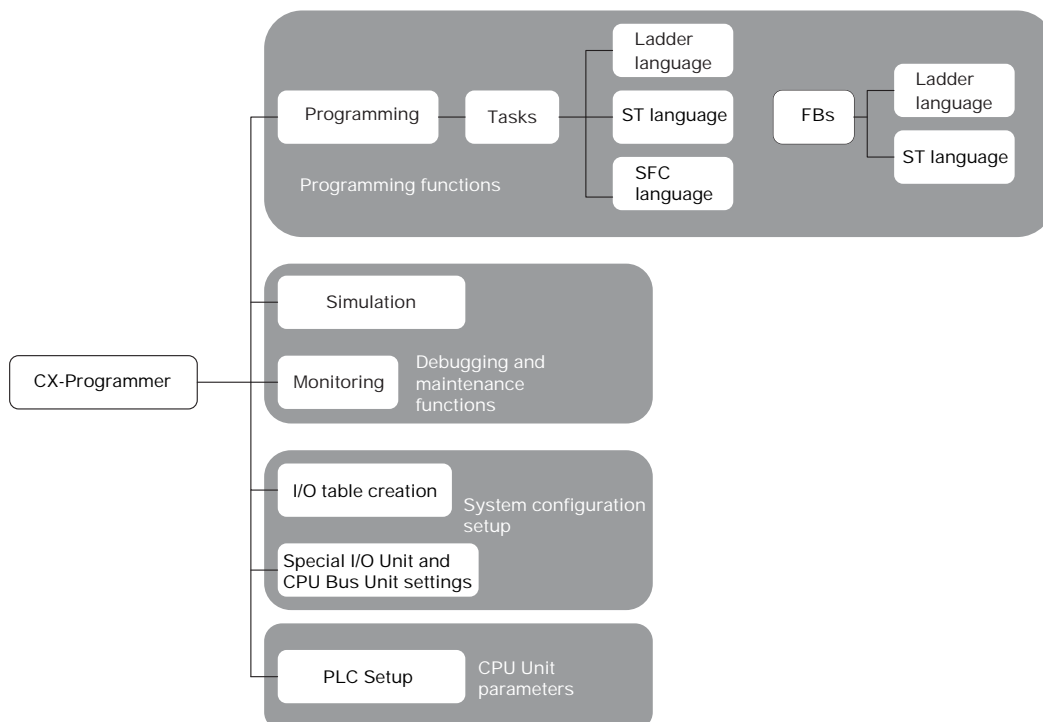 Ladder
language
Ladder
language
Programming
Tasks
ST language
FBs
ST language
SFC
language
Programming functions
Simulation
CX-Programmer
Monitoring
Debugging and
maintenance
functions
I/O table creation
System configuration
setup
Special I/O Unit and
CPU Bus Unit settings
PLC Setup
CPU Unit
parameters